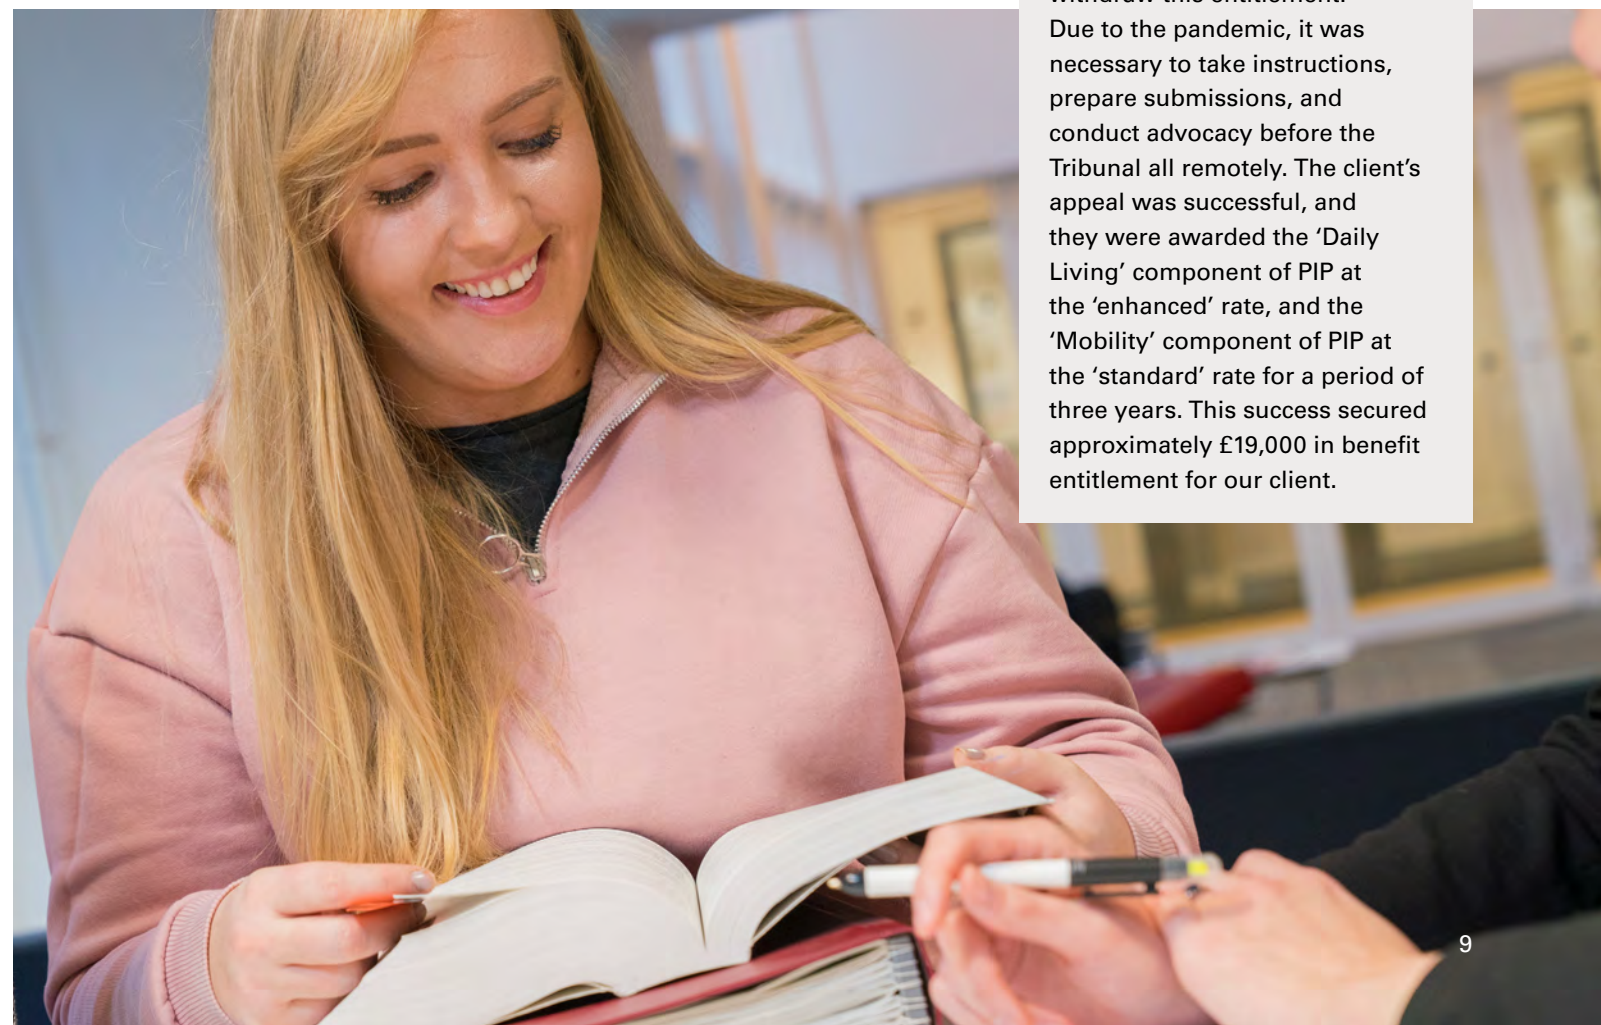 withdraw this entitlement.
Due to the pandemic, it was
necessary to take instructions,
prepare submissions, and
conduct advocacy before the
Tribunal all remotely. The client’s
appeal was successful, and
they were awarded the ‘Daily
Living’ component of PIP at
the ‘enhanced’ rate, and the
‘Mobility’ component of PIP at
the ‘standard’ rate for a period of
three years. This success secured
approximately £19,000 in benefit
entitlement for our client.
9